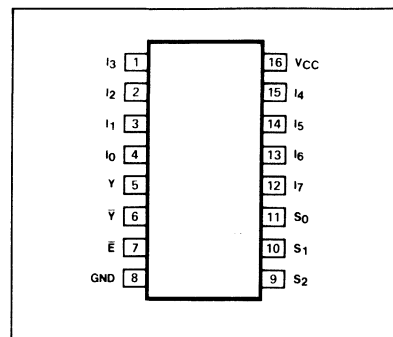 I3 1 16 VCC
I2 2 15 I4
I1 3 14 I5
I0 4 13 I6
Y 5 12 I7
Y̅ 6 11 S0
E̅ 7 10 S1
GND 8 9 S2